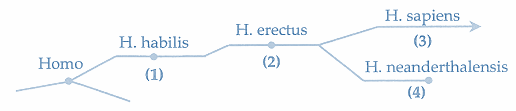 H. sapiens
H. erectus
H. habilis
(3)
Homo
(2)
H. neanderthalensis
(1)
(4)